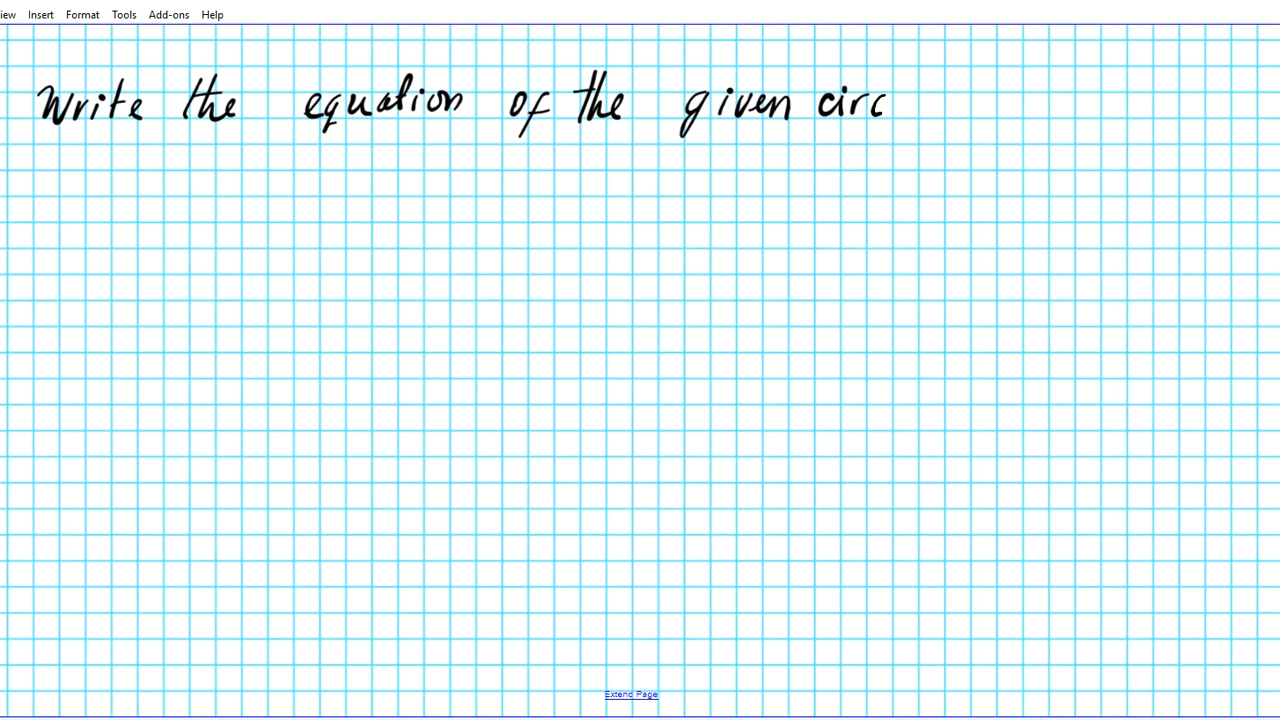 iew Insert Format Tools Add-ons Help
Write the equation of the given circ
Extend Page